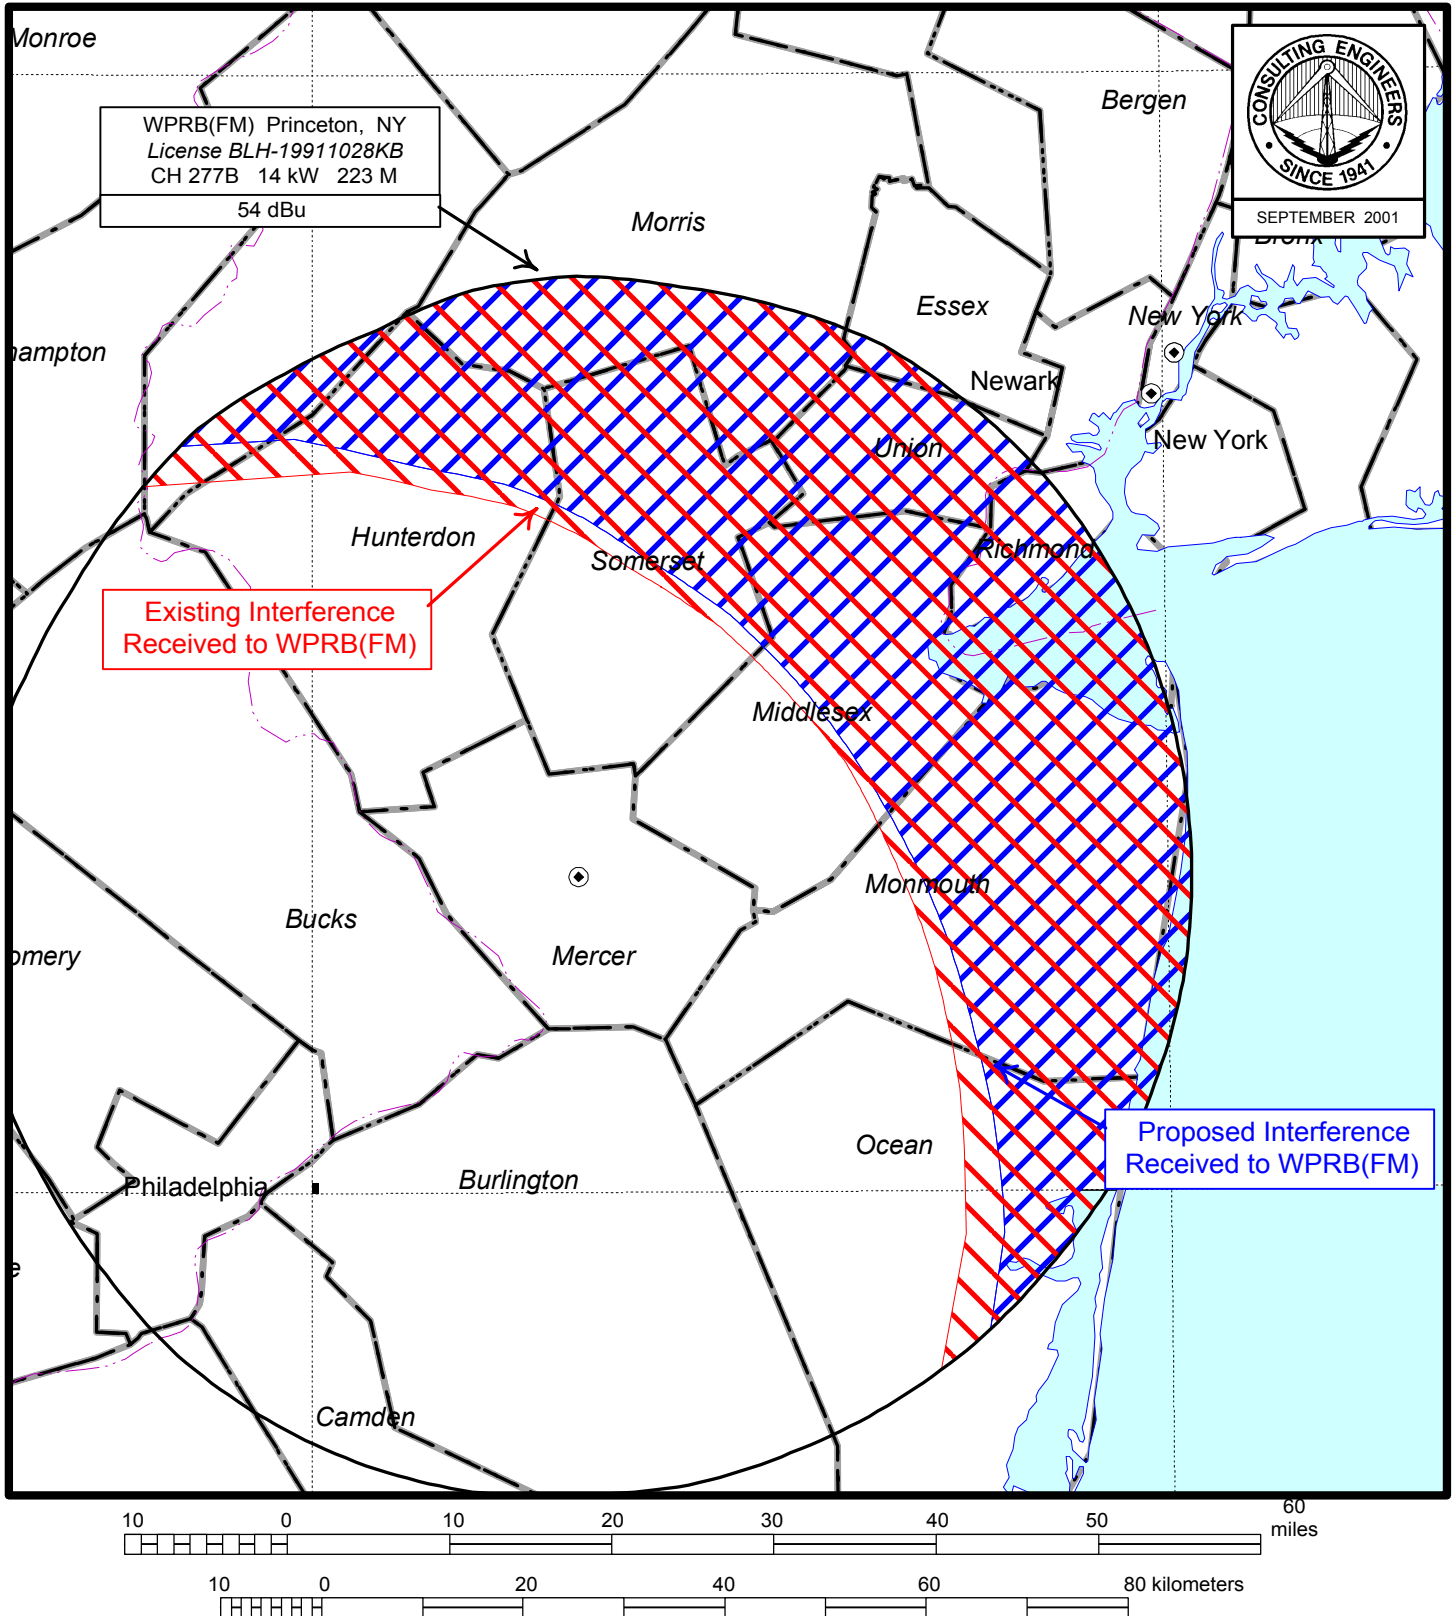 Monroe
WPRB(FM) Princeton, NY
License BLH-19911028KB
CH 277B 14 kW 223 M
54 dBu
CONSULTING ENGINEERS
SINCE 1941
SEPTEMBER 2001
Bergen
Bronx
Morris
Essex
New York
hampton
Newark
New York
Union
Hunterdon
Somerset
Richmond
Existing Interference
Received to WPRB(FM)
Middlesex
Monmouth
Bucks
Mercer
omery
Ocean
Proposed Interference
Received to WPRB(FM)
Philadelphia
Burlington
e
Camden
10 0 10 20 30 40 50 60
miles
10 0 20 40 60 80 kilometers